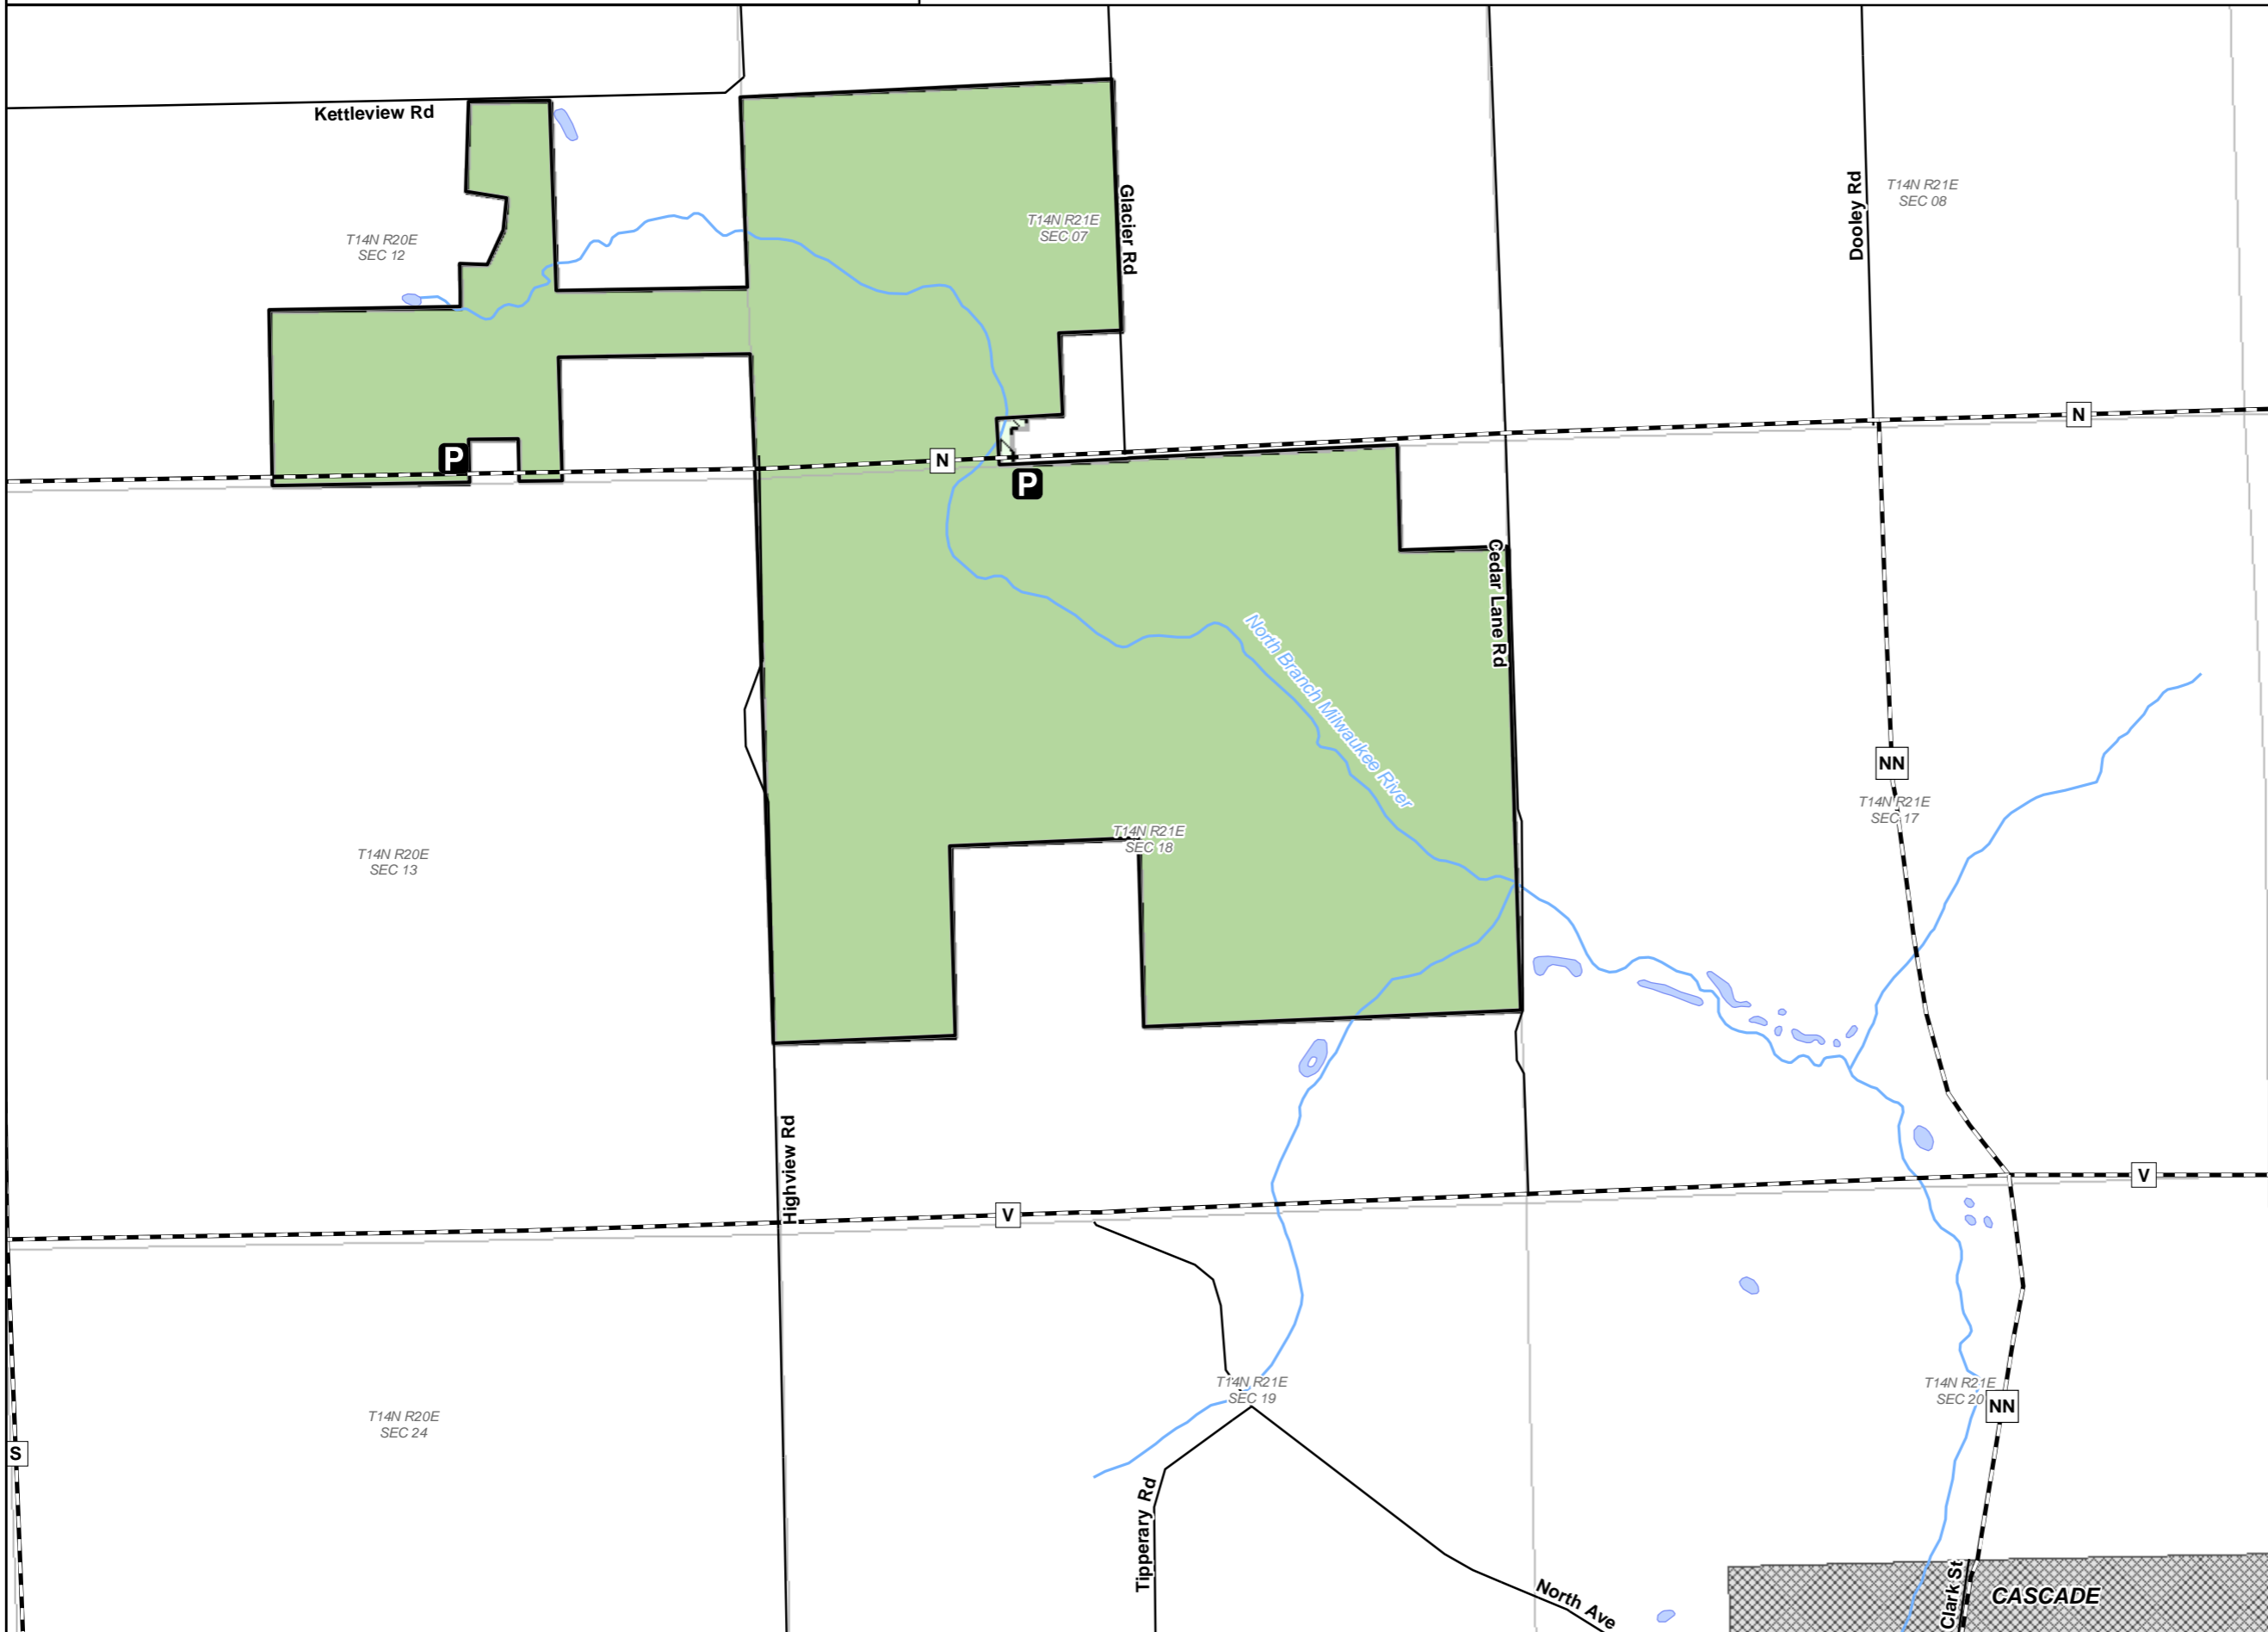 Kettleview Rd
Glacier Rd
Dooley Rd
T14N R21E
SEC 08
T14N R21E
SEC 07
T14N R20E
SEC 12
N
P
N
P
Cedar Lane Rd
North Branch Milwaukee River
NN
T14N R21E
SEC 17
T14N R21E
SEC 18
T14N R20E
SEC 13
Highview Rd
V
V
T14N R21E
SEC 19
T14N R21E
SEC 20
NN
T14N R20E
SEC 24
S
Tipperary Rd
North Ave
Clark St
CASCADE